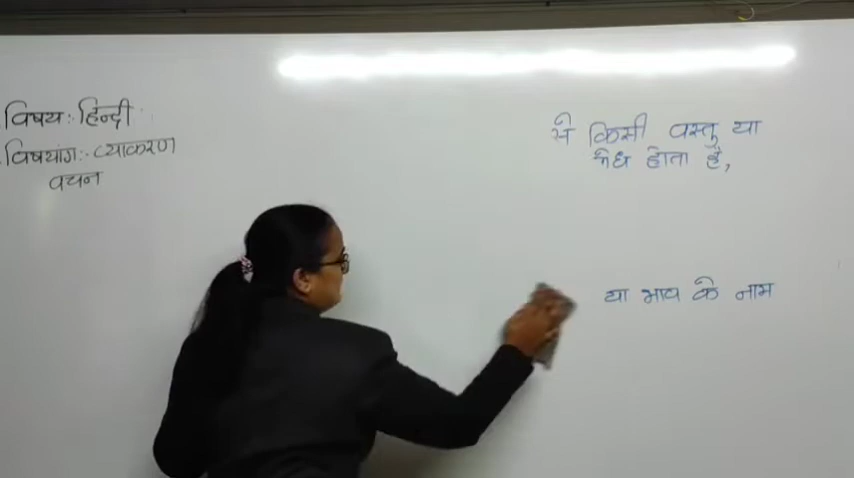 विषय:- हिन्दी
विषयांग:- व्याकरण
वचन
से किसी वस्तु या
बोध होता है,
या भाव के नाम